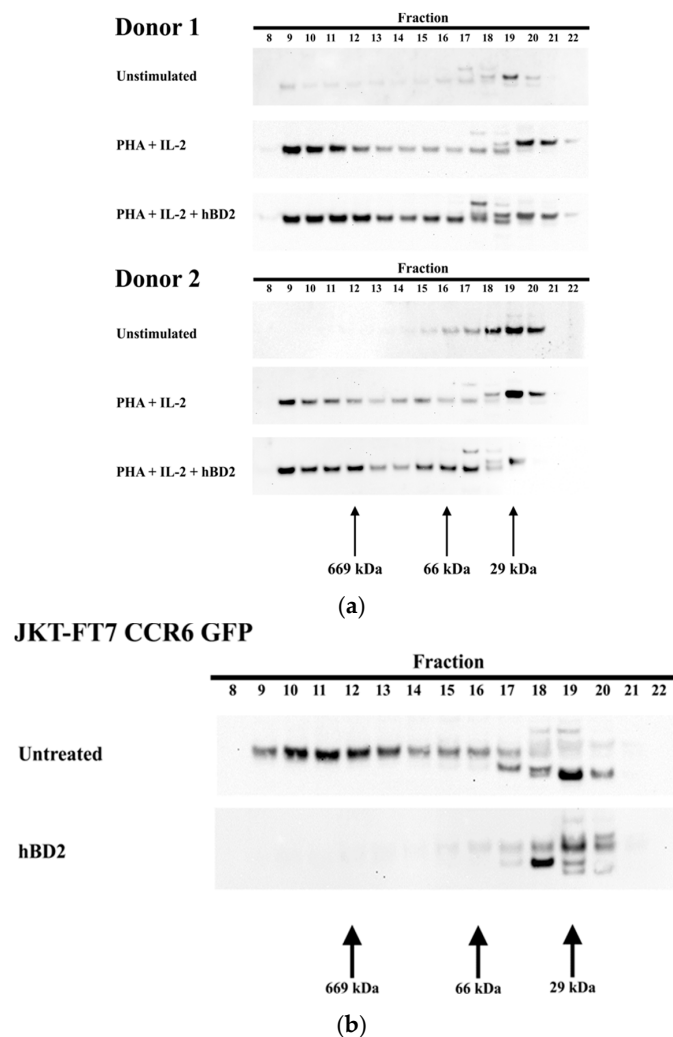 Fraction
Donor 1
8 9 10 11 12 13 14 15 16 17 18 19 20 21 22
Unstimulated
PHA + IL-2
PHA + IL-2 + hBD2
Fraction
Donor 2
8 9 10 11 12 13 14 15 16 17 18 19 20 21 22
Unstimulated
PHA + IL-2
PHA + IL-2 + hBD2
669 kDa 66 kDa 29 kDa
(a)
JKT-FT7 CCR6 GFP
Fraction
8 9 10 11 12 13 14 15 16 17 18 19 20 21 22
Untreated
hBD2
669 kDa 66 kDa 29 kDa
(b)